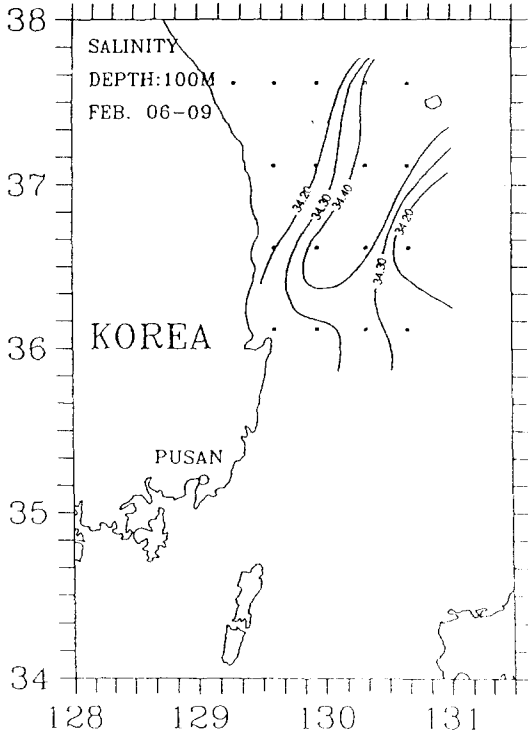 38
SALINITY
DEPTH:100M
FEB. 06-09
37
34.20
34.30
34.40
34.20
34.30
KOREA
36
PUSAN
35
34
128
129
130
131